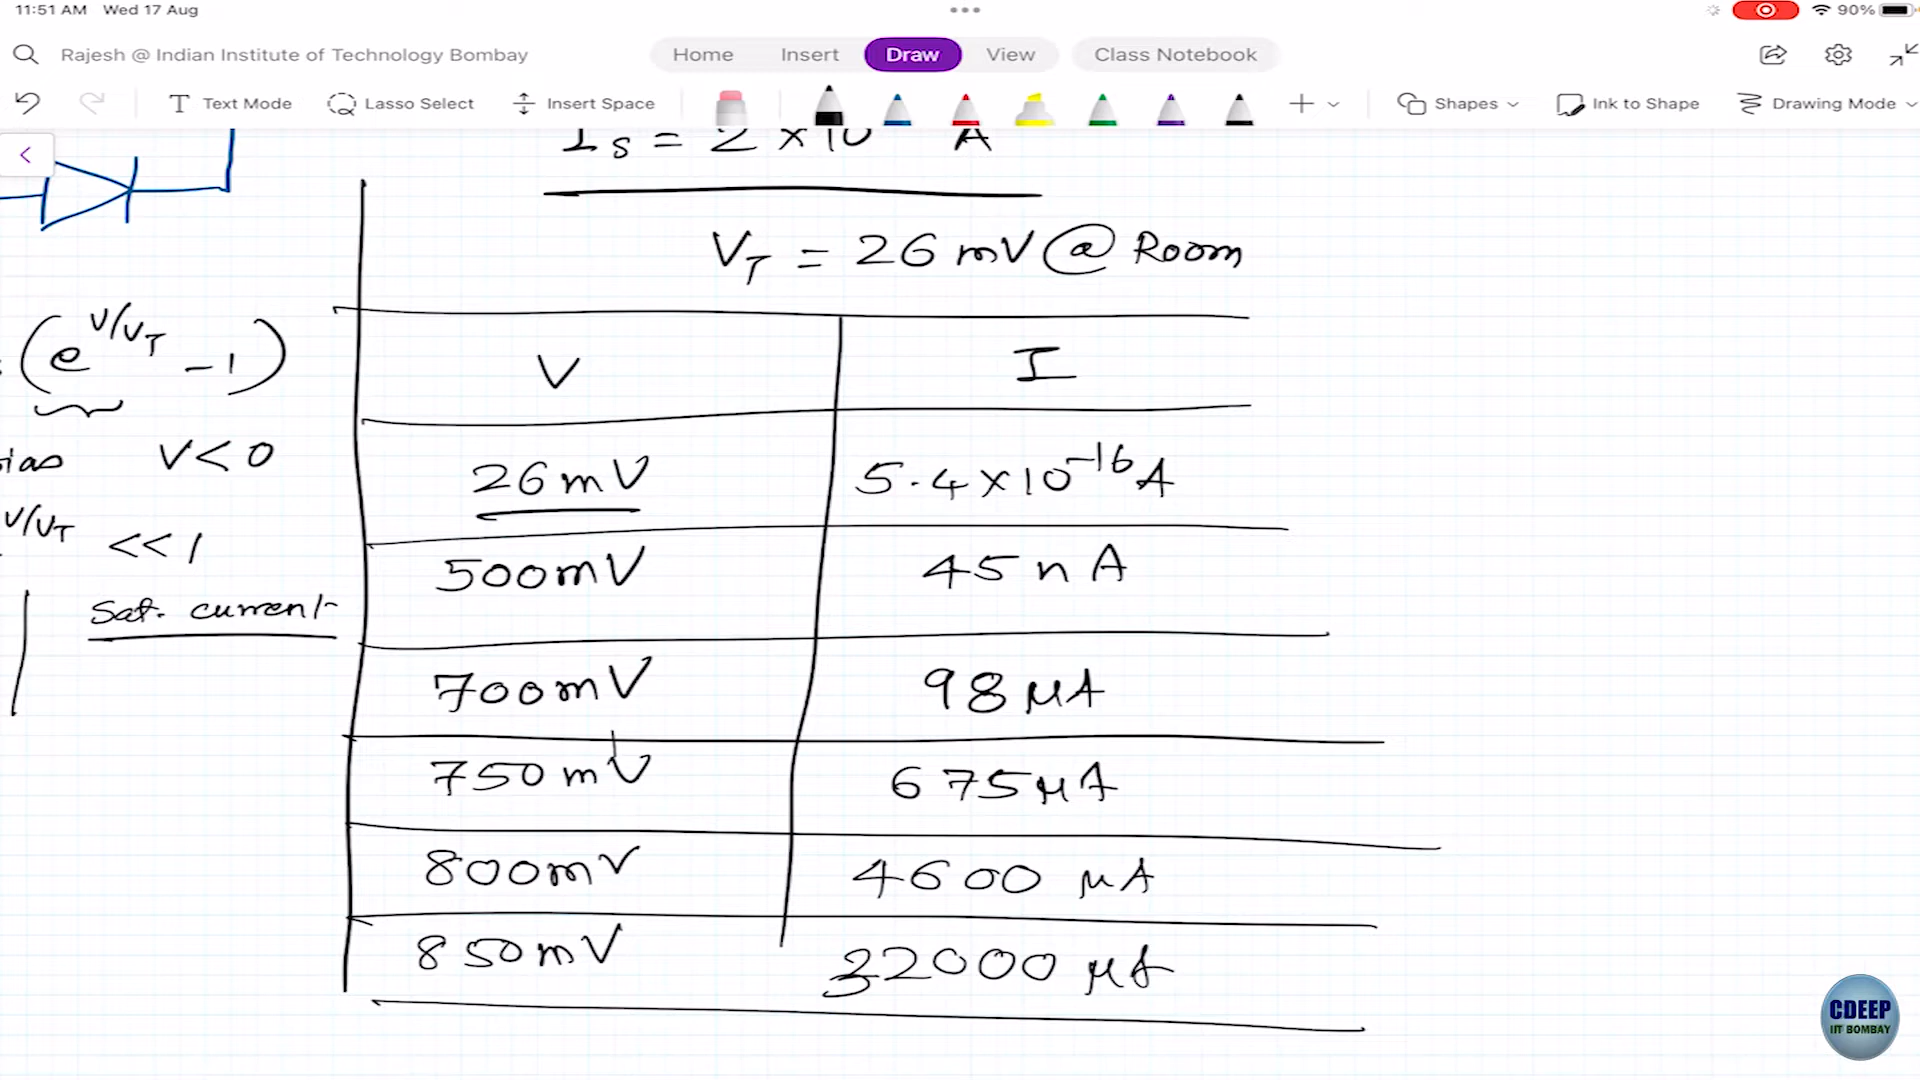 11:51 AM Wed 17 Aug
90%
Rajesh @ Indian Institute of Technology Bombay
Home Insert Draw View Class Notebook
Text Mode Lasso Select Insert Space Shapes Ink to Shape Drawing Mode
I_S = 2 × 10 A
V_T = 26 mV @ Room
(e^{V/V_T} - 1)
V I
V < 0
26 mV 5.4 × 10^{-16} A
V/V_T << 1
500 mV 45 n A
Sat. current
700 mV 98 μA
750 mV 675 μA
800 mV 4600 μA
850 mV 32000 μA
CDEEP
IIT BOMBAY